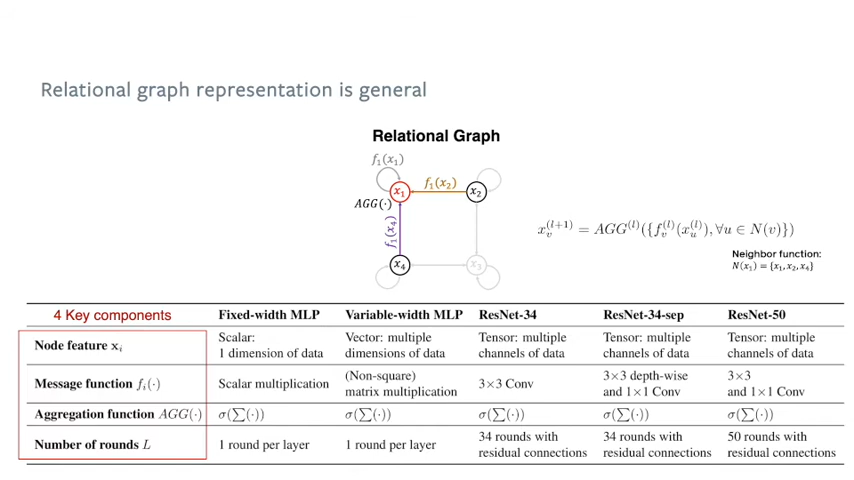 Relational graph representation is general
Relational Graph
f₁(x₁)
x₁
f₁(x₂)
x₂
AGG(·)
f₁(x₄)
x₄
x₃
x_v^{(l+1)} = AGG^{(l)}({f_v^{(l)}(x_u^{(l)}), ∀u ∈ N(v)})
Neighbor function:
N(x₁) = {x₁, x₂, x₄}
4 Key components Fixed-width MLP Variable-width MLP ResNet-34 ResNet-34-sep ResNet-50
Node feature x_i Scalar: 1 dimension of data Vector: multiple dimensions of data Tensor: multiple channels of data Tensor: multiple channels of data Tensor: multiple channels of data
Message function f_i(·) Scalar multiplication (Non-square) matrix multiplication 3×3 Conv 3×3 depth-wise and 1×1 Conv 3×3 and 1×1 Conv
Aggregation function AGG(·) σ(∑(·)) σ(∑(·)) σ(∑(·)) σ(∑(·)) σ(∑(·))
Number of rounds L 1 round per layer 1 round per layer 34 rounds with residual connections 34 rounds with residual connections 50 rounds with residual connections